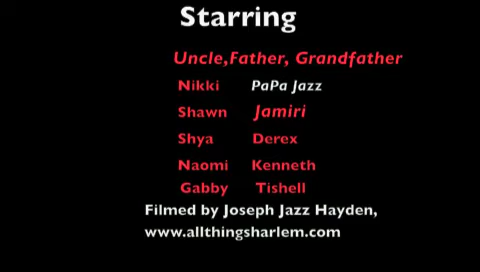 Starring
Uncle,Father, Grandfather
Nikki PaPa Jazz
Shawn Jamiri
Shya Derex
Naomi Kenneth
Gabby Tishell
Filmed by Joseph Jazz Hayden,
www.allthingsharlem.com